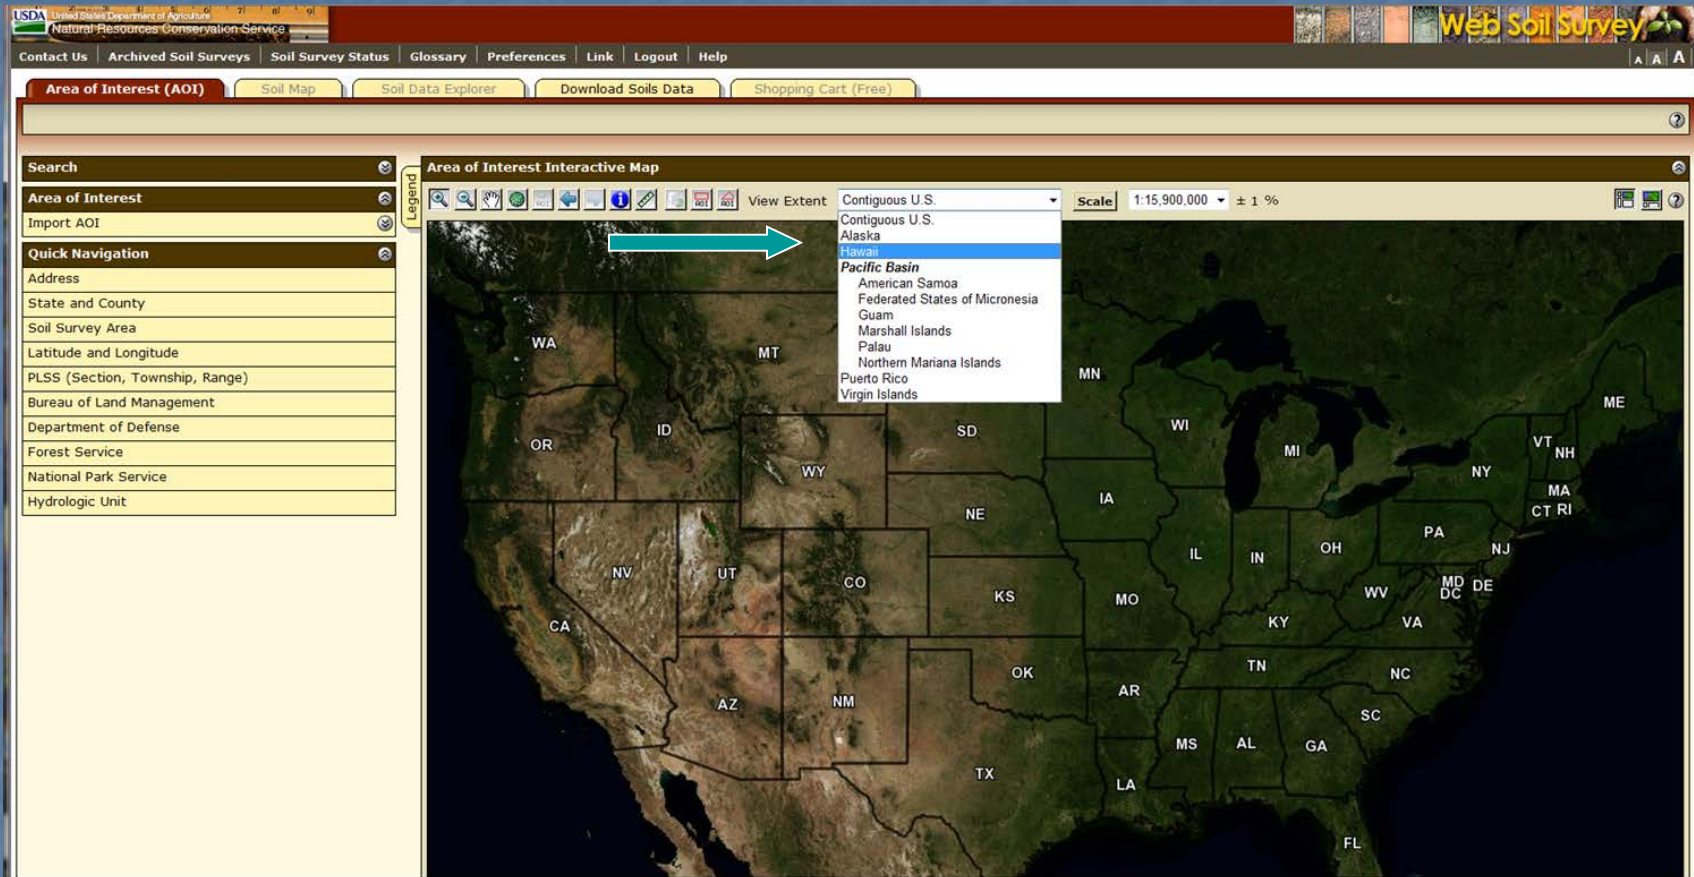 USDA United States Department of Agriculture
Natural Resources Conservation Service
Web Soil Survey
Contact Us | Archived Soil Surveys | Soil Survey Status | Glossary | Preferences | Link | Logout | Help
A A A
Area of Interest (AOI) Soil Map Soil Data Explorer Download Soils Data Shopping Cart (Free)
Search
Area of Interest
Import AOI
Quick Navigation
Address
State and County
Soil Survey Area
Latitude and Longitude
PLSS (Section, Township, Range)
Bureau of Land Management
Department of Defense
Forest Service
National Park Service
Hydrologic Unit
Legend
Area of Interest Interactive Map
View Extent Contiguous U.S. Scale 1:15,900,000 ± 1 %
Contiguous U.S.
Alaska
Hawaii
Pacific Basin
American Samoa
Federated States of Micronesia
Guam
Marshall Islands
Palau
Northern Mariana Islands
Puerto Rico
Virgin Islands
WA
MT
MN
ME
OR
ID
SD
WI
MI
VT
NH
NY
WY
MA
CT RI
IA
NE
PA
NJ
OH
IL
IN
NV
UT
CO
MD
DE
DC
WV
KS
MO
KY
VA
CA
TN
NC
OK
AR
AZ
NM
SC
MS
AL
GA
TX
LA
FL